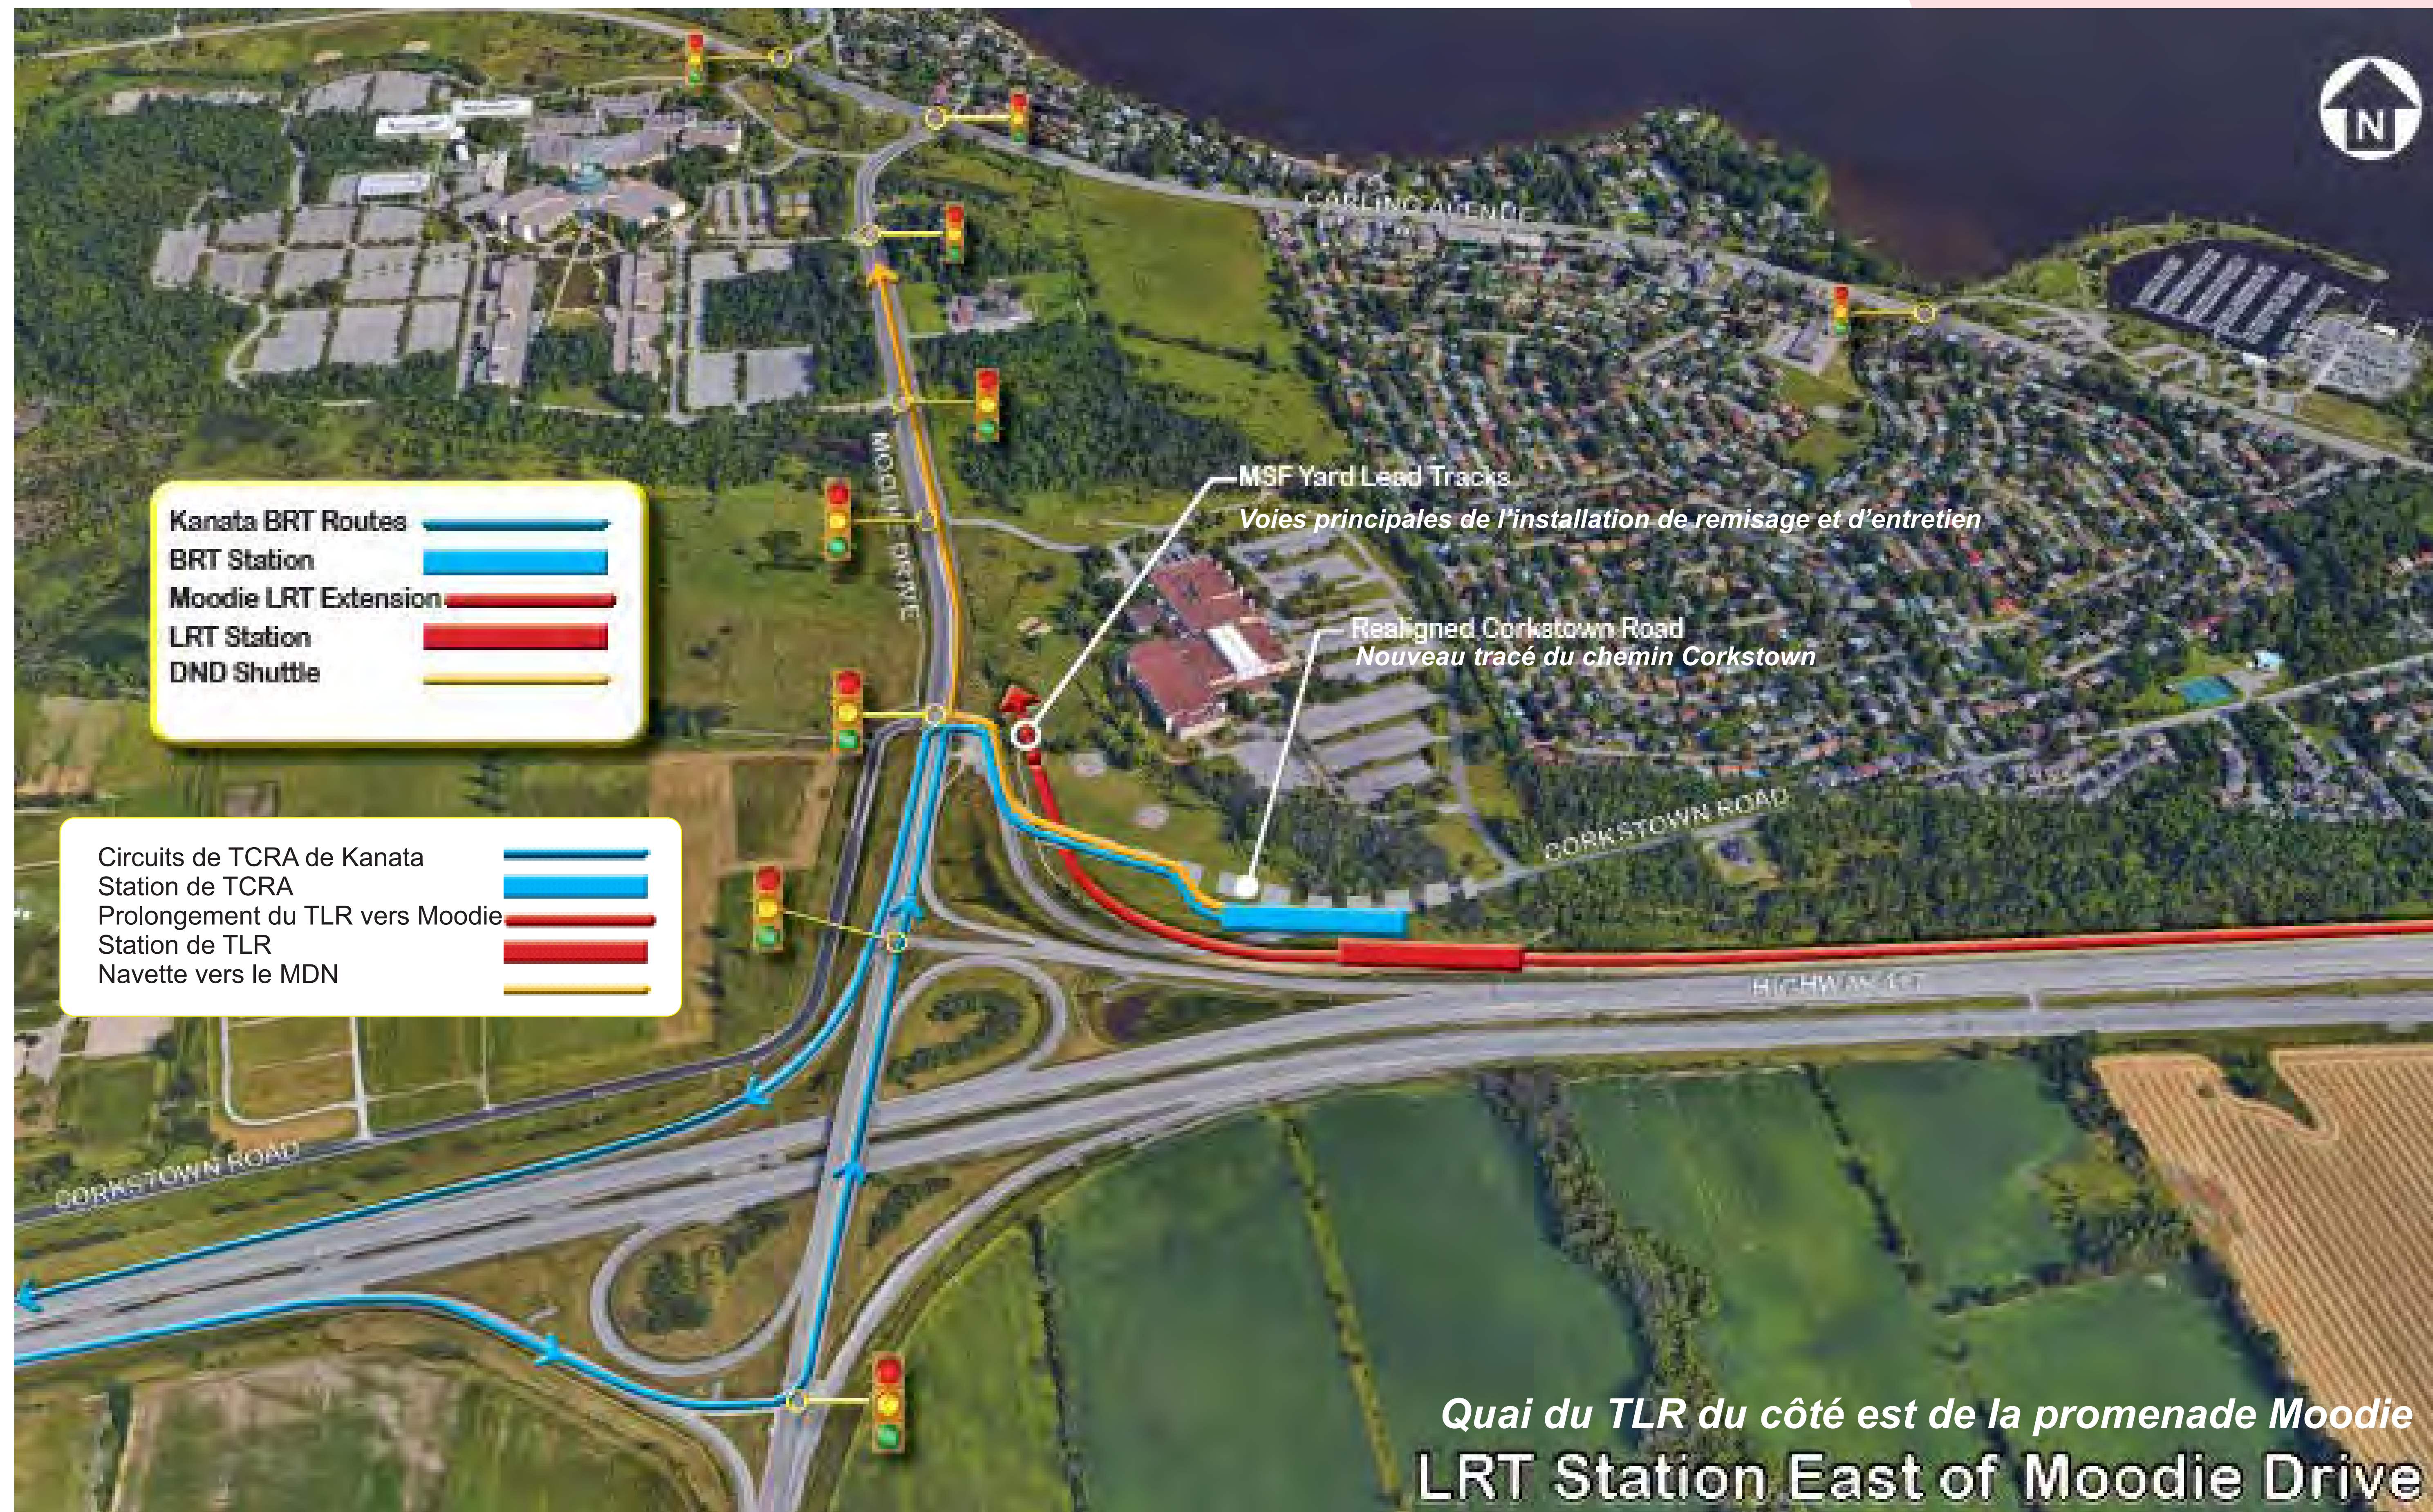 N
CARLING AVENUE
MSF Yard Lead Tracks
Voies principales de l'installation de remisage et d'entretien
MOODIE DRIVE
Kanata BRT Routes
BRT Station
Moodie LRT Extension
LRT Station
DND Shuttle
Realigned Corkstown Road
Nouveau tracé du chemin Corkstown
CORKSTOWN ROAD
Circuits de TCRA de Kanata
Station de TCRA
Prolongement du TLR vers Moodie
Station de TLR
Navette vers le MDN
HIGHWAY 417
CORKSTOWN ROAD
Quai du TLR du côté est de la promenade Moodie
LRT Station East of Moodie Drive